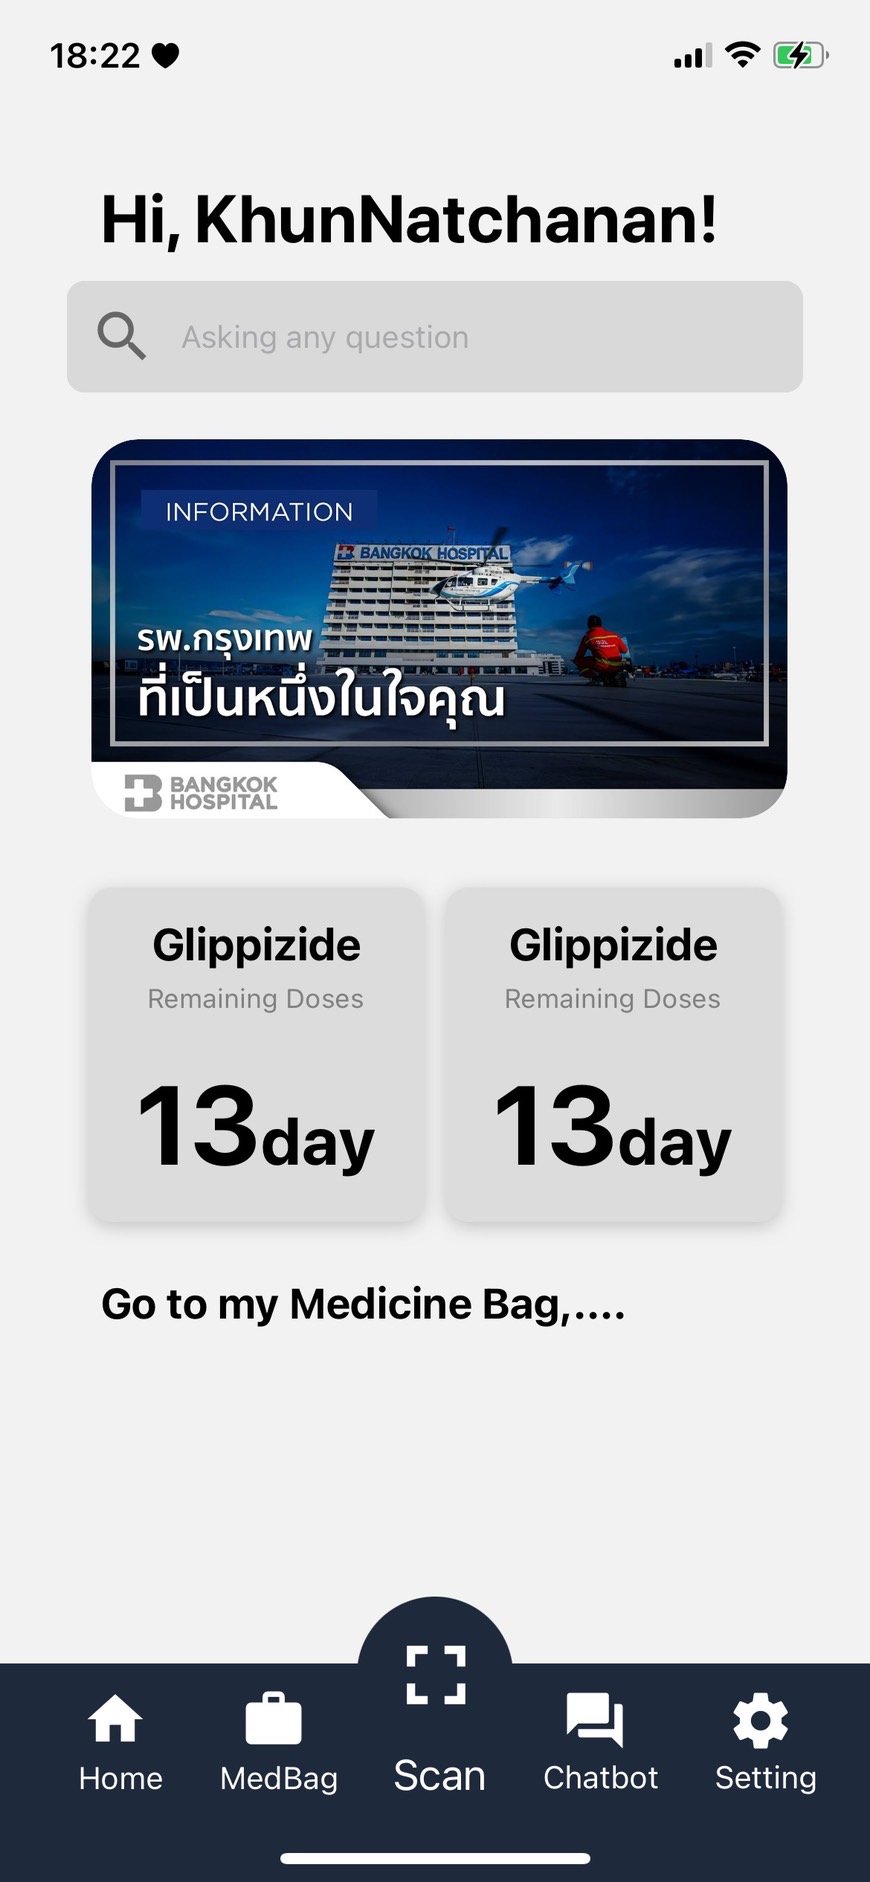 18:22
Hi, KhunNatchanan!
Asking any question
INFORMATION
BANGKOK HOSPITAL
รพ.กรุงเทพ
ที่เป็นหนึ่งในใจคุณ
BANGKOK
HOSPITAL
Glippizide
Remaining Doses
13day
Glippizide
Remaining Doses
13day
Go to my Medicine Bag,....
Home
MedBag
Scan
Chatbot
Setting